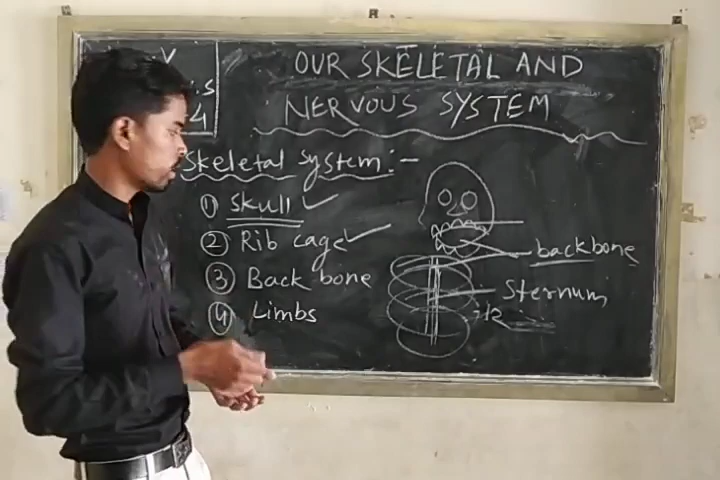 OUR SKELETAL AND
NERVOUS SYSTEM
Skeletal system:-
① Skull ✓
② Rib cage ✓
③ Back bone
④ Limbs
backbone
Sternum
12